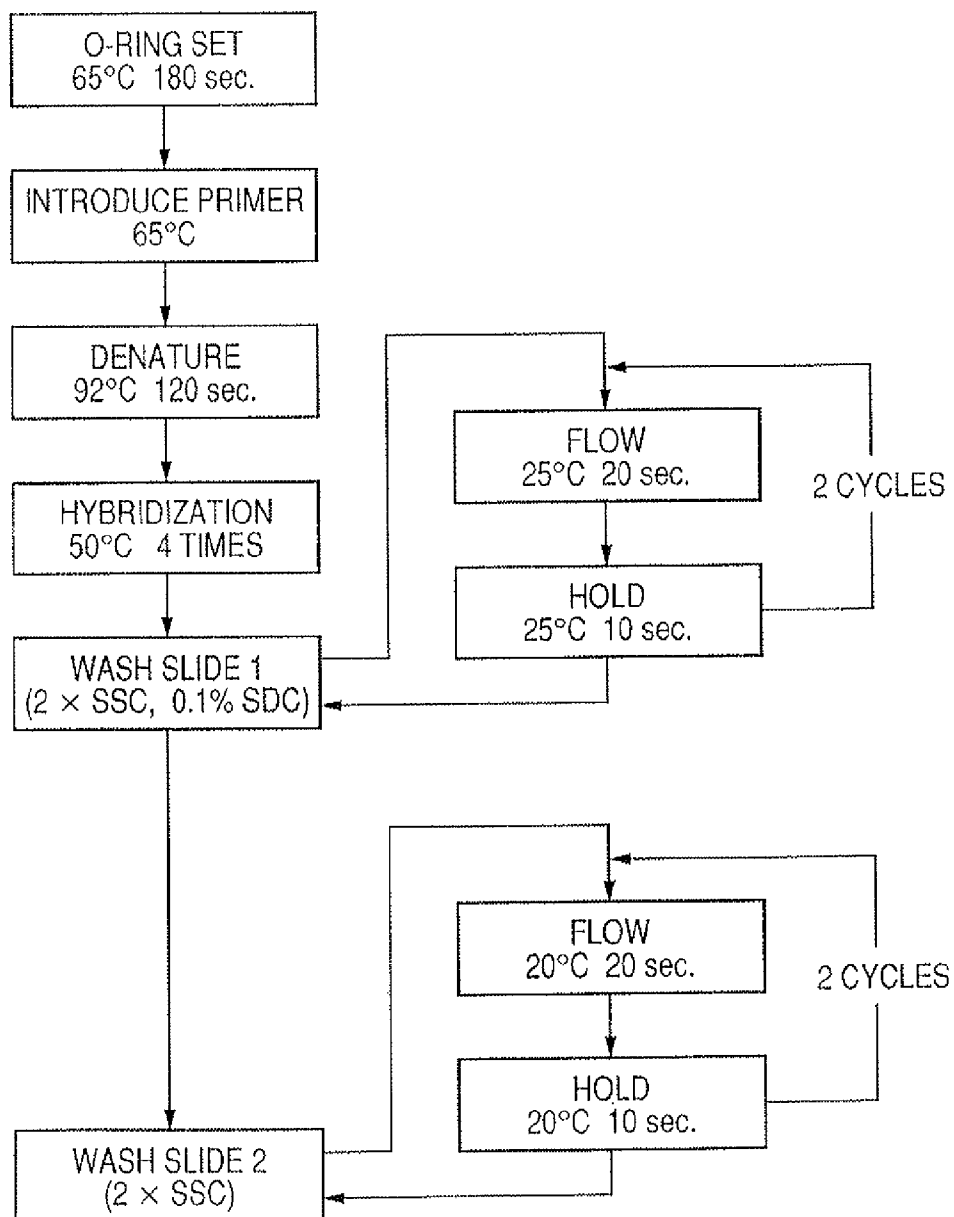 O-RING SET
65°C 180 sec.
INTRODUCE PRIMER
65°C
DENATURE
92°C 120 sec.
HYBRIDIZATION
50°C 4 TIMES
WASH SLIDE 1
(2 × SSC, 0.1% SDC)
FLOW
25°C 20 sec.
HOLD
25°C 10 sec.
2 CYCLES
WASH SLIDE 2
(2 × SSC)
FLOW
20°C 20 sec.
HOLD
20°C 10 sec.
2 CYCLES